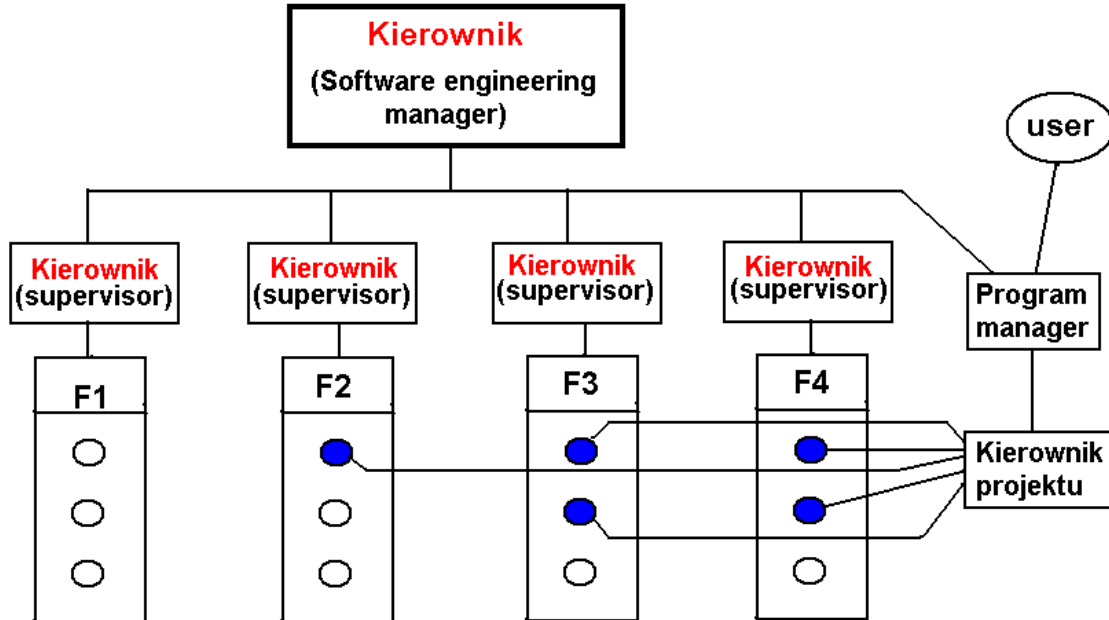 Kierownik
(Software engineering
manager)
user
Kierownik
(supervisor)
Kierownik
(supervisor)
Kierownik
(supervisor)
Kierownik
(supervisor)
Program
manager
F1
F2
F3
F4
Kierownik
projektu